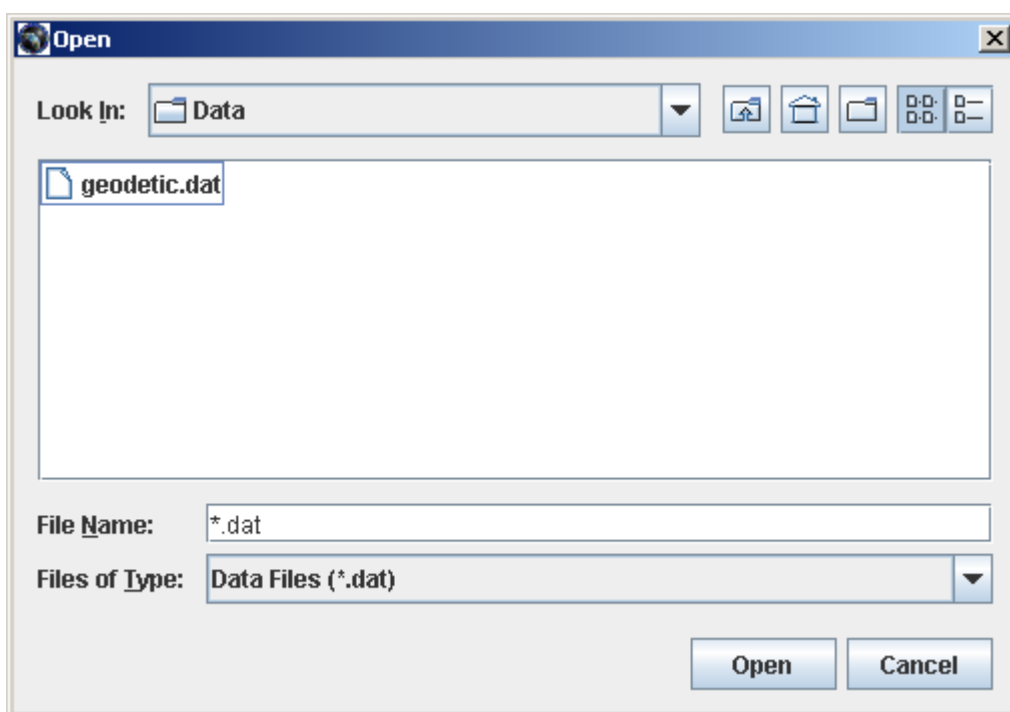 Open
Look In: Data
geodetic.dat
File Name: *.dat
Files of Type: Data Files (*.dat)
Open Cancel